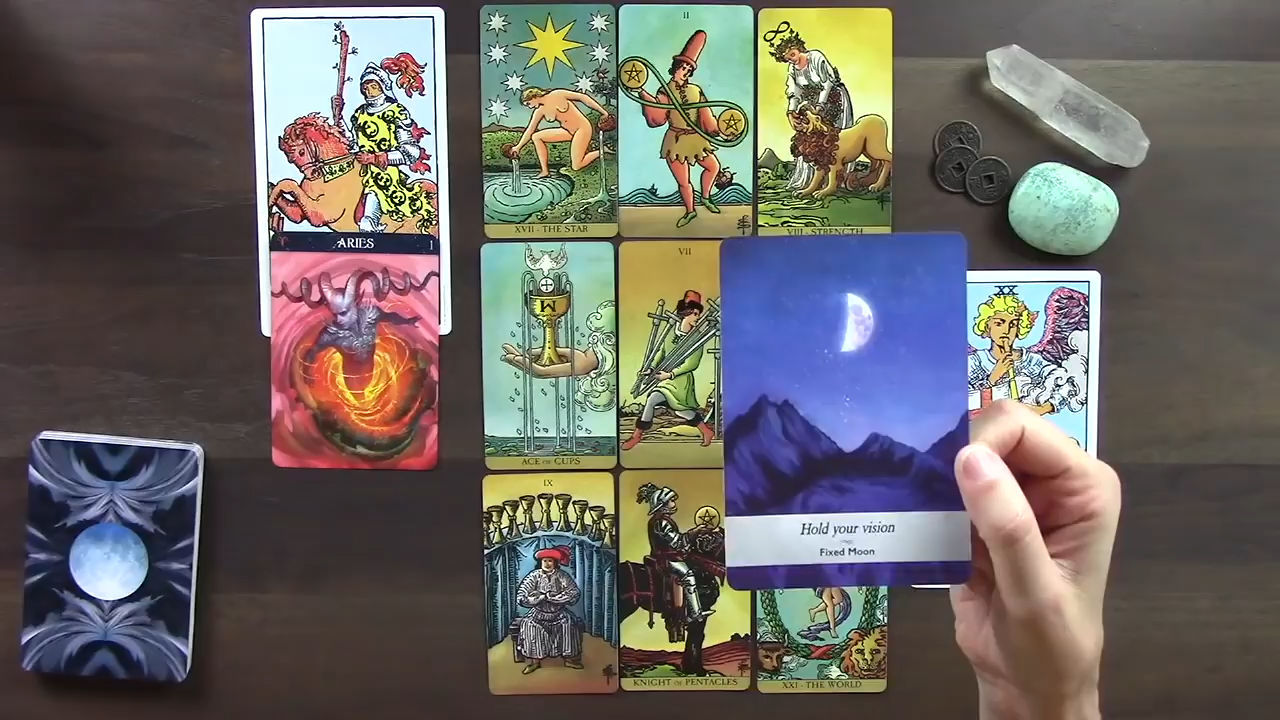 II
XVII - THE STAR
VIII - STRENGTH
ARIES
I
VII
XX
ACE OF CUPS
IX
Hold your vision
Fixed Moon
KNIGHT OF PENTACLES
XXI - THE WORLD